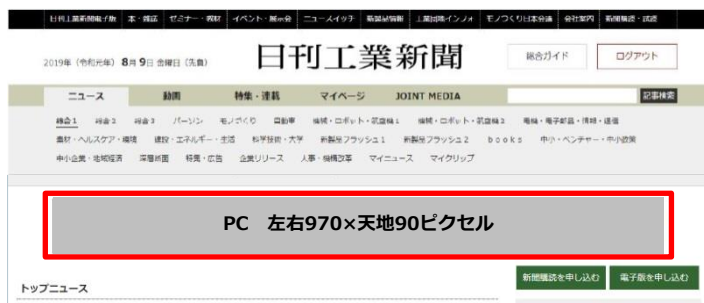 日刊工業新聞電子版 本・雑誌 セミナー・教材 イベント・展示会 ニュースイッチ 新製品情報 工業団地インフォ モノづくり日本会議 会社案内 新聞購読・試読
2019年（令和元年）8月9日 金曜日（先負）
日刊工業新聞
総合ガイド
ログアウト
ニュース 動画 特集・連載 マイページ JOINT MEDIA 記事検索
総合1 総合2 総合3 パーソン モノづくり 自動車 機械・ロボット・航空機1 機械・ロボット・航空機2 電機・電子部品・情報・通信
素材・ヘルスケア・環境 建設・エネルギー・生活 科学技術・大学 新製品フラッシュ1 新製品フラッシュ2 books 中小・ベンチャー・中小政策
中小企業・地域経済 深層断面 特集・広告 企業リリース 人事・機構改革 マイニュース マイクリップ
PC 左右970×天地90ピクセル
新聞購読を申し込む 電子版を申し込む
トップニュース